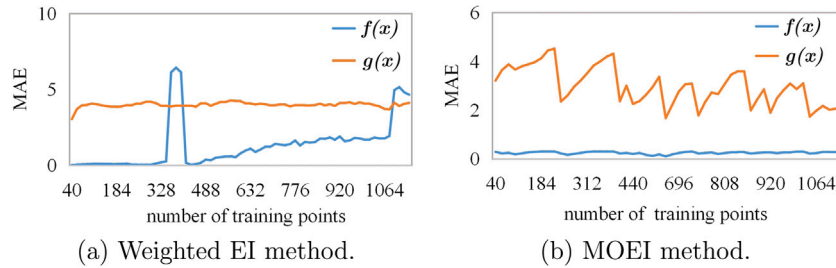 10
5
0
MAE
f(x)
g(x)
40 184 328 488 632 776 920 1064
number of training points
(a) Weighted EI method.
6
4
2
0
MAE
f(x)
g(x)
40 184 312 440 696 808 920 1064
number of training points
(b) MOEI method.